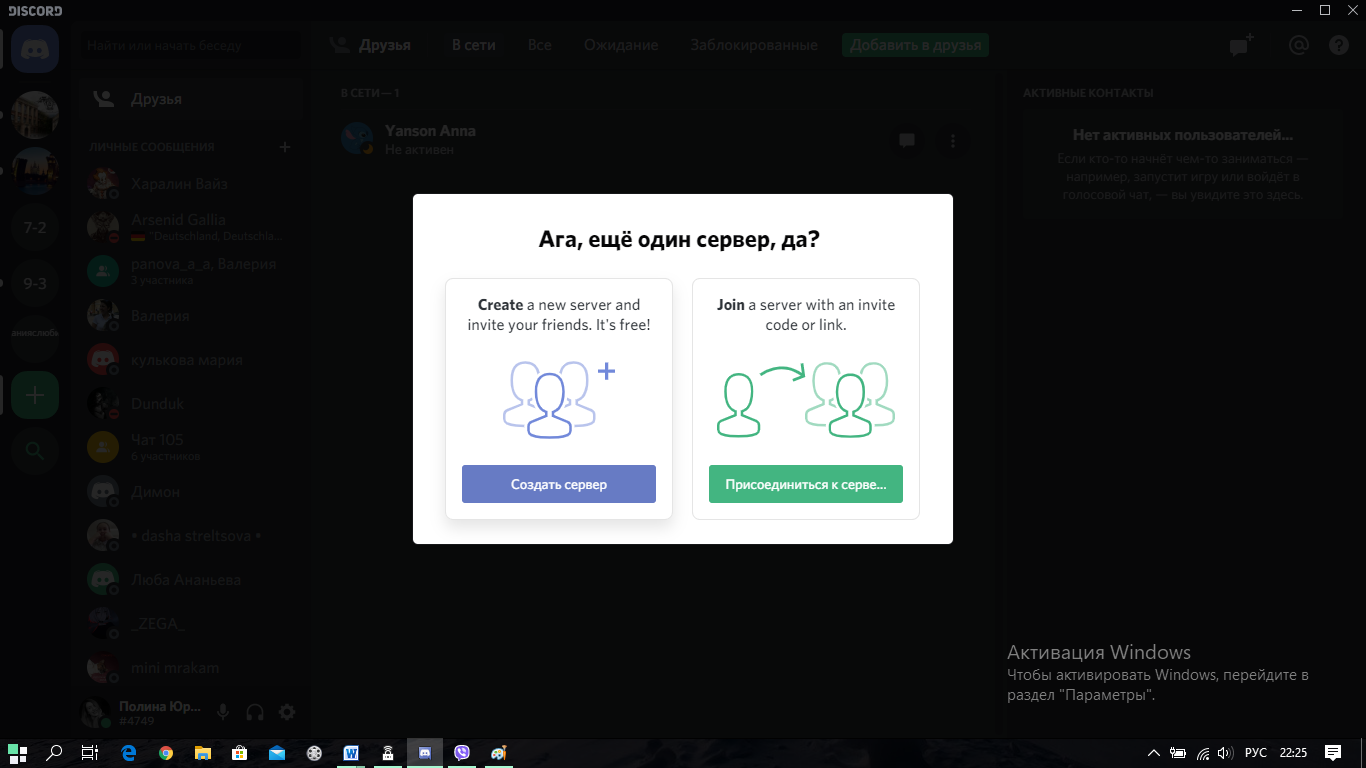 DISCORD
Найти или начать беседу
Друзья
В сети
Все
Ожидание
Заблокированные
Добавить в друзья
Друзья
ЛИЧНЫЕ СООБЩЕНИЯ
Харалин Вайз
Arsenid Gallia
"Deutschland, Deutschla...
panova_a_a, Валерия
3 участника
Валерия
кулькова мария
Dunduk
Чат 105
6 участников
Димон
• dasha streltsova •
Люба Ананьева
_ZEGA_
mini mrakam
Полина Юр...
#4749
7-2
9-3
В СЕТИ — 1
Yanson Anna
Не активен
АКТИВНЫЕ КОНТАКТЫ
Нет активных пользователей...
Если кто-то начнёт чем-то заниматься —
например, запустит игру или войдёт в
голосовой чат, — вы увидите это здесь.
Ага, ещё один сервер, да?
Create a new server and
invite your friends. It's free!
Создать сервер
Join a server with an invite
code or link.
Присоединиться к серве...
Активация Windows
Чтобы активировать Windows, перейдите в
раздел "Параметры".
РУС
22:25